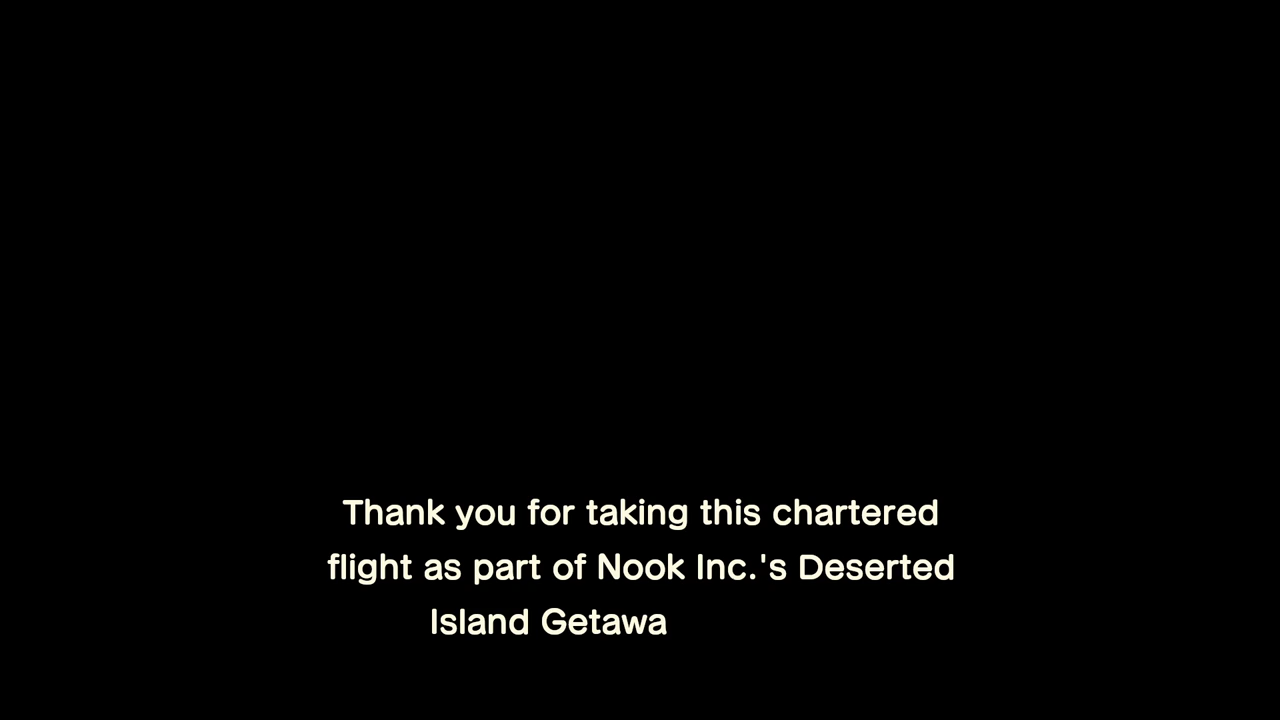 Thank you for taking this chartered
flight as part of Nook Inc.'s Deserted
Island Getawa